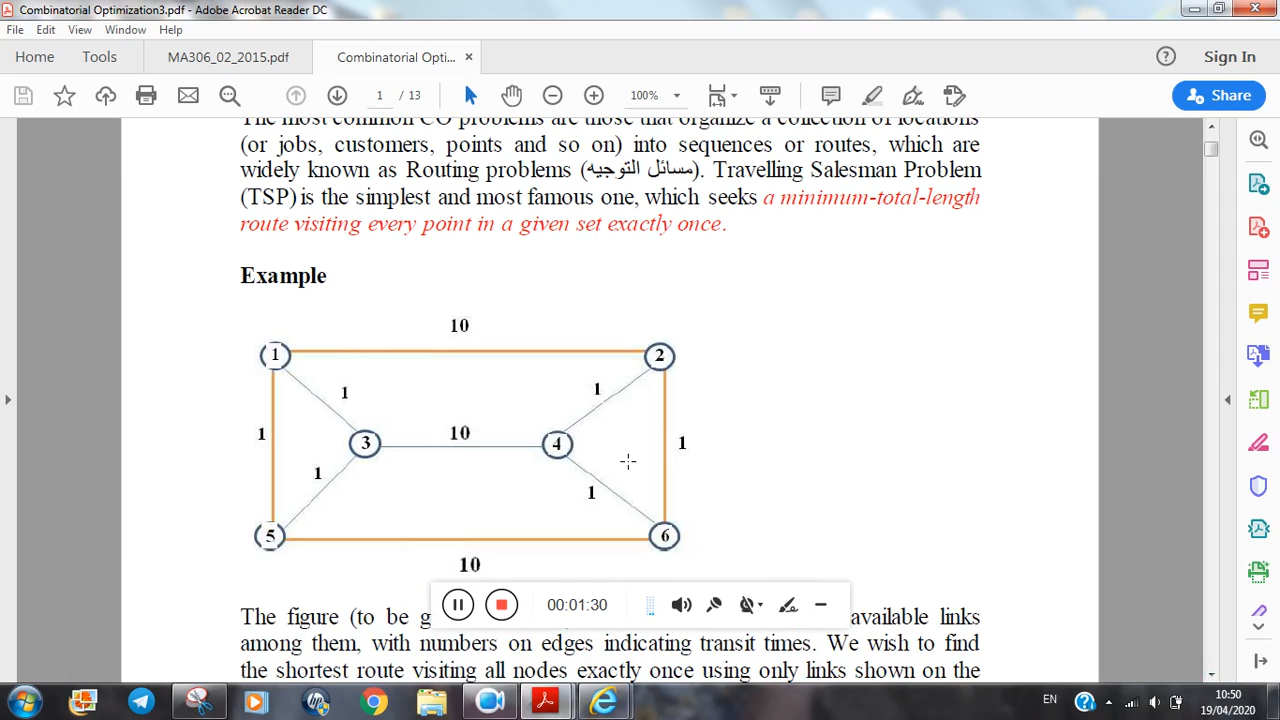 Combinatorial Optimization3.pdf - Adobe Acrobat Reader DC
File Edit View Window Help
Home Tools MA306_02_2015.pdf Combinatorial Opti... × Sign In
1 / 13 100% Share
The most common CO problems are those that organize a collection of locations
(or jobs, customers, points and so on) into sequences or routes, which are
widely known as Routing problems (مسائل التوجيه). Travelling Salesman Problem
(TSP) is the simplest and most famous one, which seeks a minimum-total-length
route visiting every point in a given set exactly once.
Example
10
1 2
1 1
1 3 10 4 1
1 1
5 6
10
00:01:30
The figure (to be g available links
among them, with numbers on edges indicating transit times. We wish to find
the shortest route visiting all nodes exactly once using only links shown on the
EN 10:50
19/04/2020